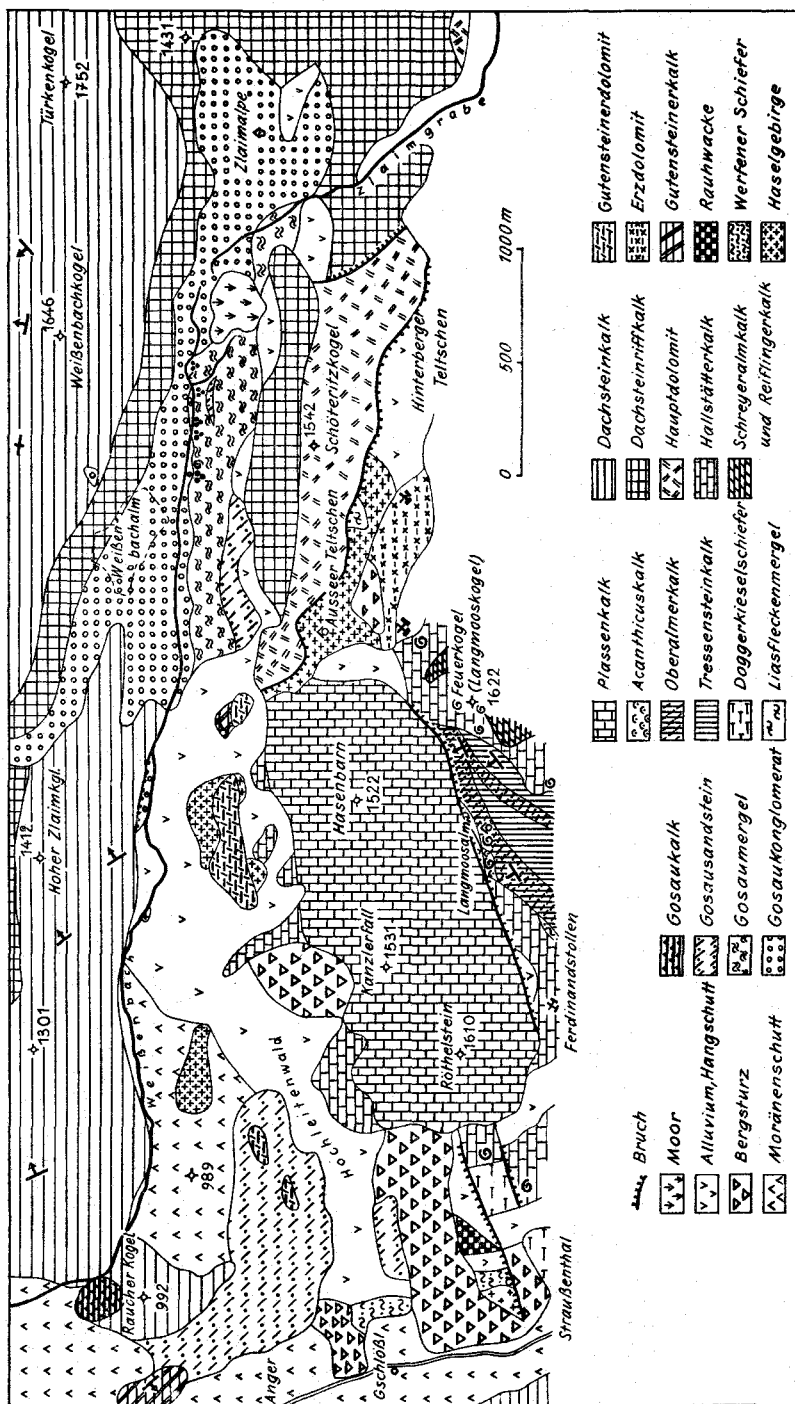 Türkenkogel
1752
1431
Zlaimalpe
Zlaimgrabe
1646
Weißenbachkogel
Weißenbachalm
Schöteritzkogel
1542
Ausseer Teltschen
Hinterberger
Teltschen
0 500 1000m
1412
Hoher Zlaimkgl.
1301
Weißenbach
Feuerkogel
(Langmooskogel)
1622
Hasenbarn
1522
Langmoosalm
Kanzlerfall
1531
Röthelstein
1610
Ferdinandstollen
Hochleitenwald
989
Raucher Kogel
992
Anger
Gschlößl
Straußenthal
Bruch
Moor
Alluvium, Hangschutt
Bergsturz
Moränenschutt
Gosaukalk
Gosausandstein
Gosaumergel
Gosaukonglomerat
Plassenkalk
Acanthicuskalk
Oberalmerkalk
Tressensteinkalk
Doggerkieselschiefer
Liasfleckenmergel
Dachsteinkalk
Dachsteinriffkalk
Hauptdolomit
Hallstätterkalk
Schreyeralmkalk
und Reiflingerkalk
Gutensteinerdolomit
Erzdolomit
Gutensteinerkalk
Rauhwacke
Werfener Schiefer
Haselgebirge